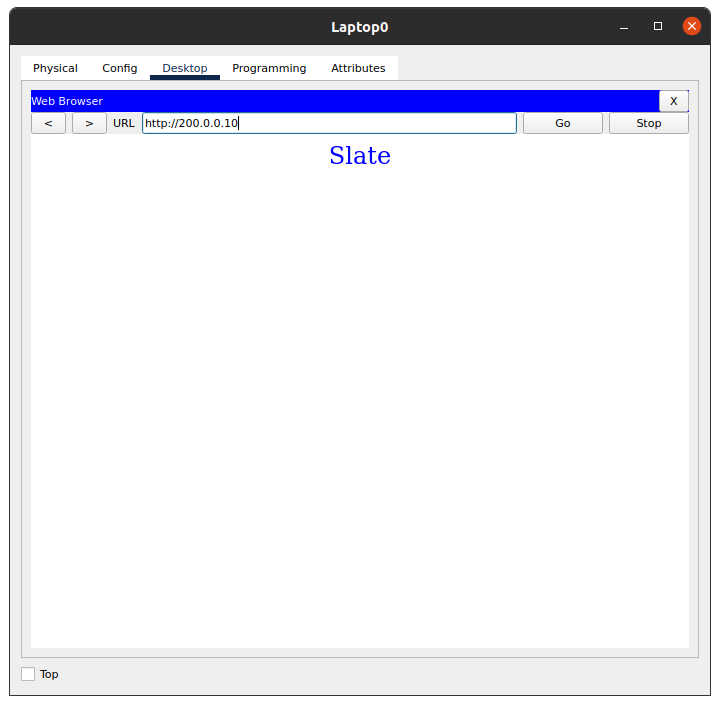 Laptop0
Physical Config Desktop Programming Attributes
Web Browser X
< > URL http://200.0.0.10 Go Stop
Slate
Top